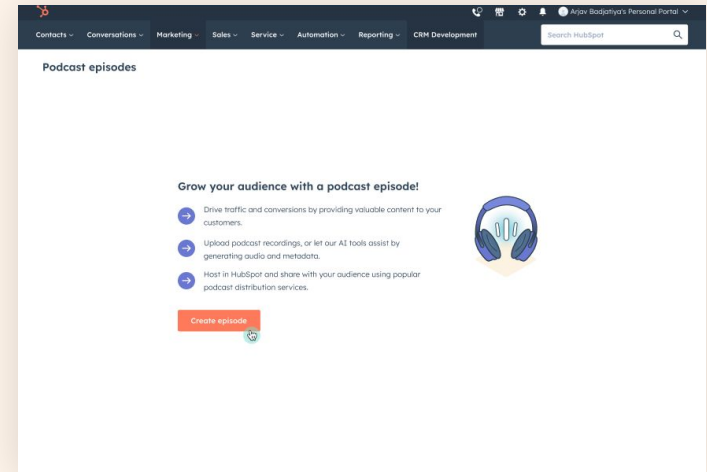 Arjav Badjatiya's Personal Portal
Contacts Conversations Marketing Sales Service Automation Reporting CRM Development Search HubSpot
Podcast episodes
Grow your audience with a podcast episode!
Drive traffic and conversions by providing valuable content to your
customers.
Upload podcast recordings, or let our AI tools assist by
generating audio and metadata.
Host in HubSpot and share with your audience using popular
podcast distribution services.
Create episode